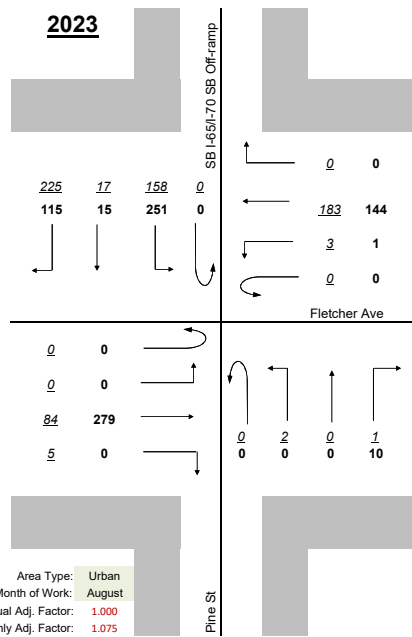 2023
SB I-65/I-70 SB Off-ramp
225 17 158 0
115 15 251 0
0 0
183 144
3 1
0 0
Fletcher Ave
0 0
0 0
84 279
5 0
0 2 0 1
0 0 0 10
Pine St
Area Type: Urban
Month of Work: August
ual Adj. Factor: 1.000
nly Adj. Factor: 1.075